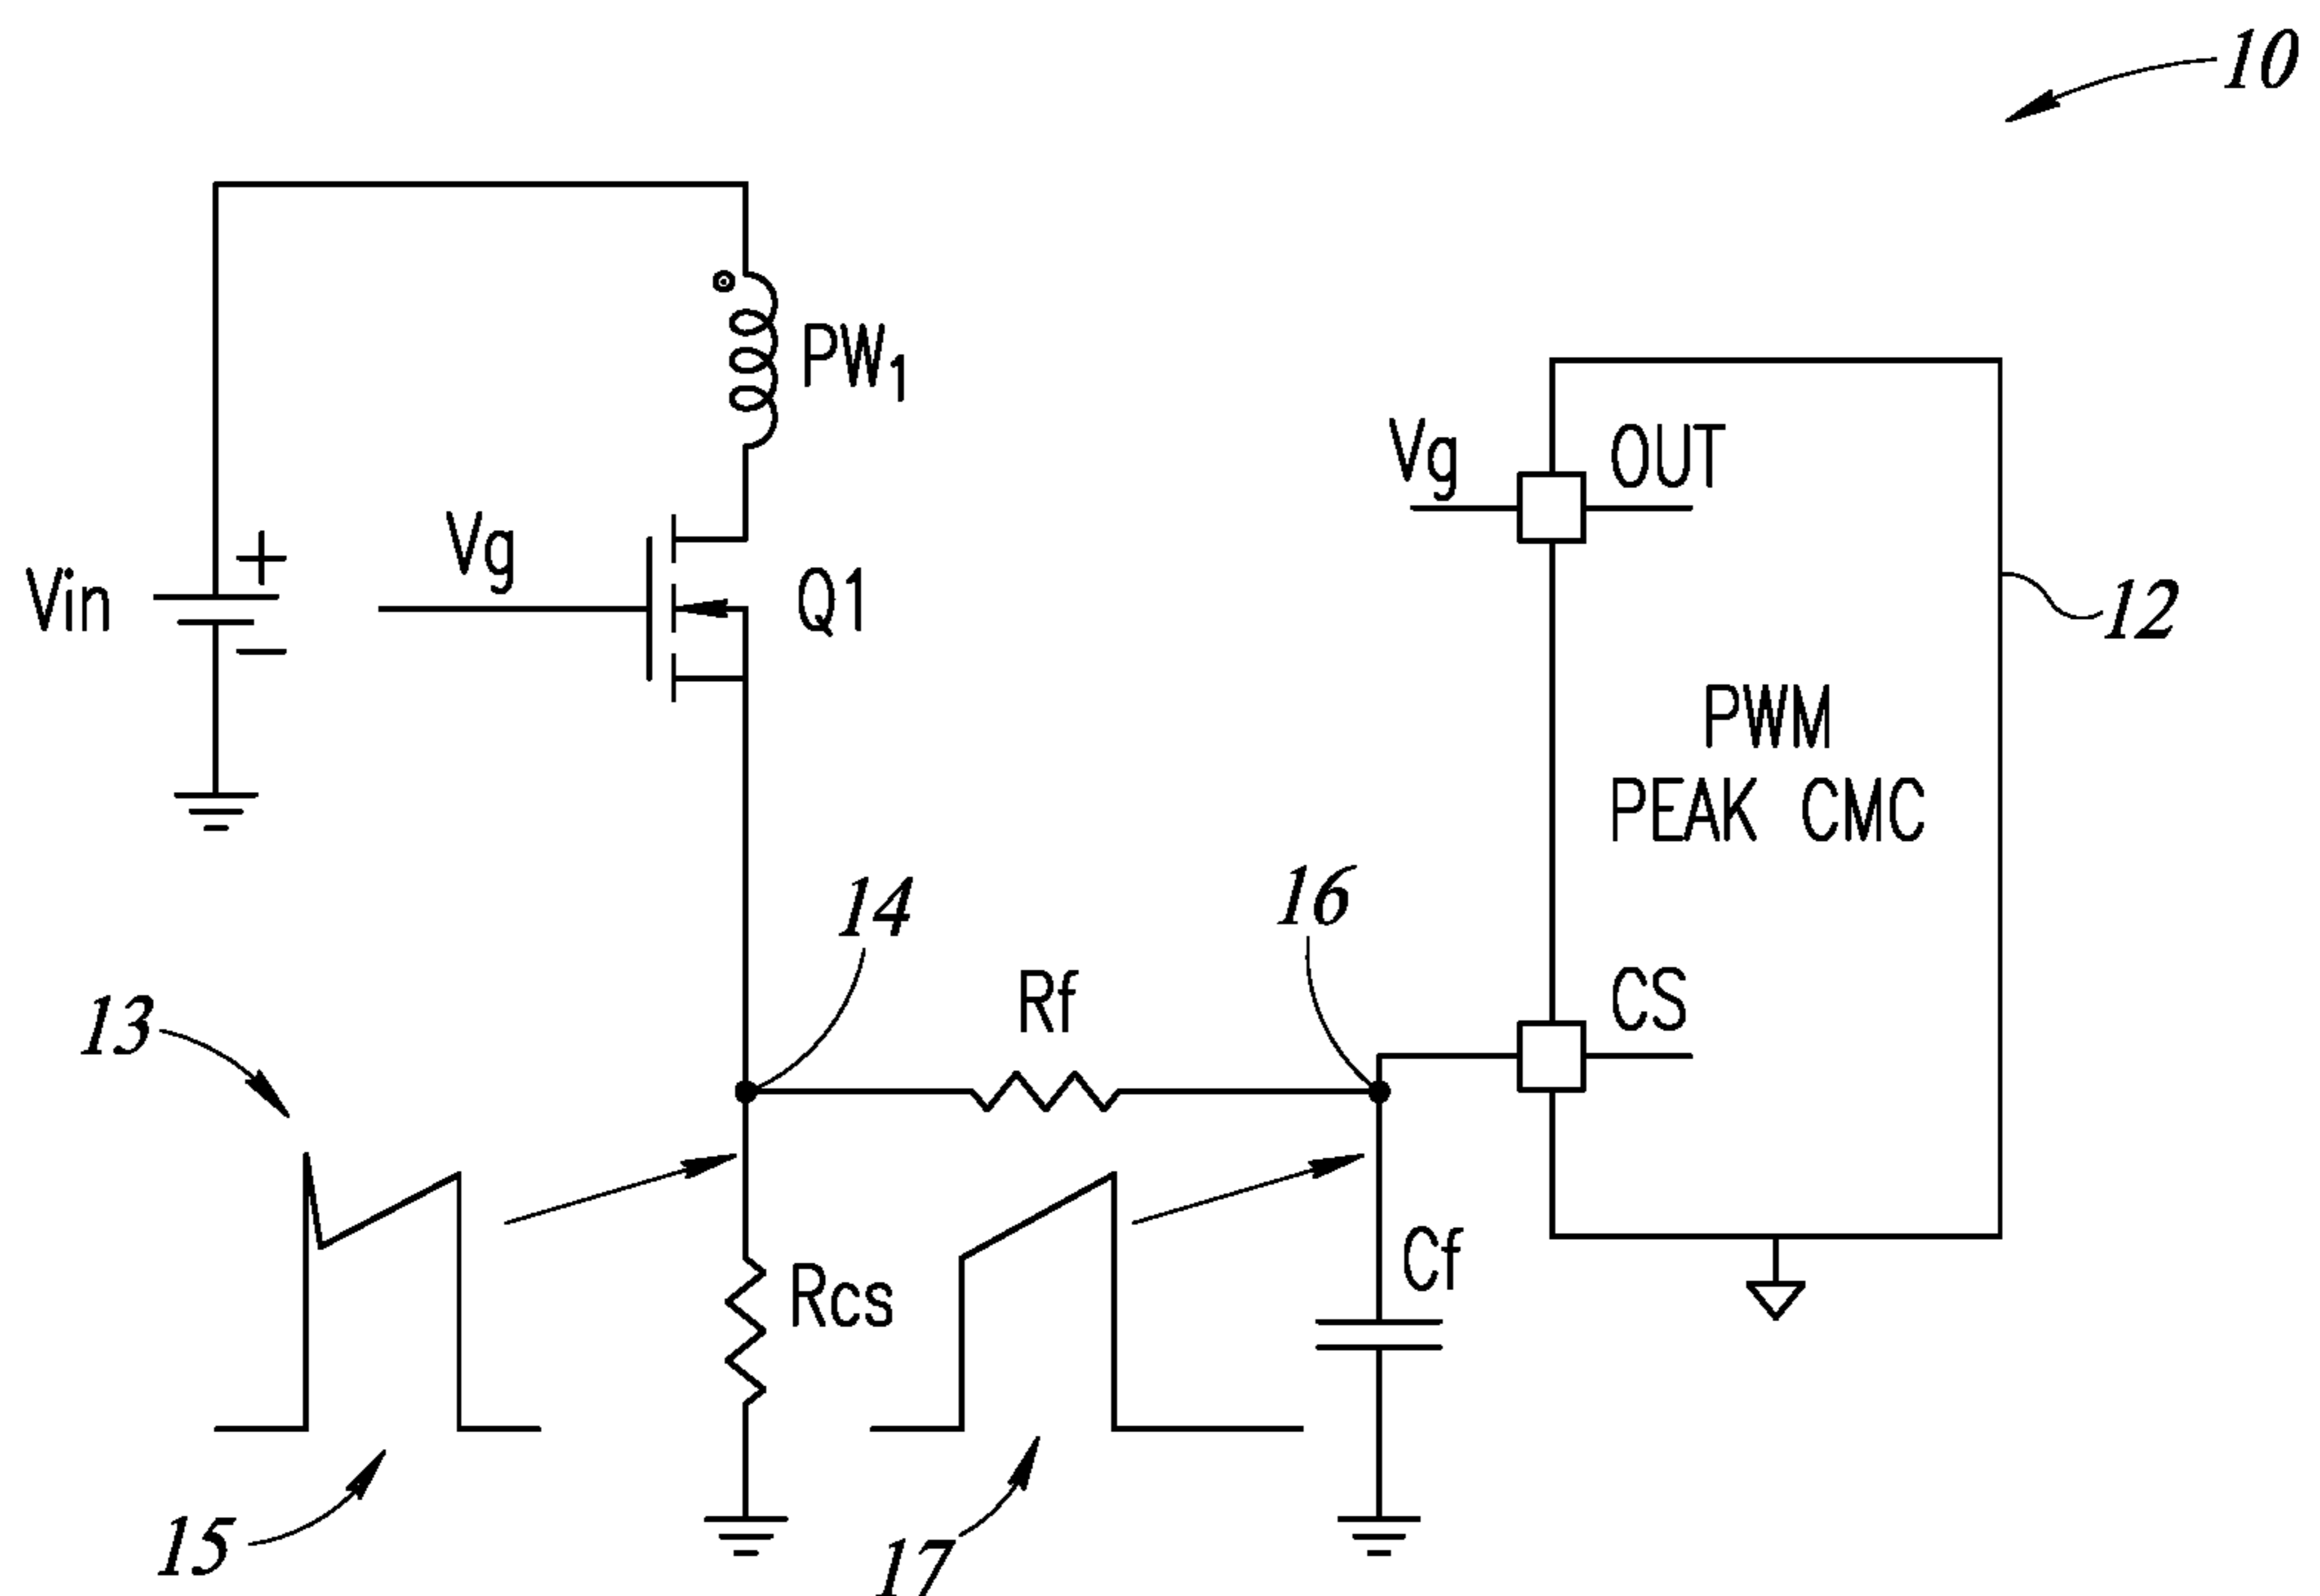 10
PW1
Vg
OUT
Vin
+
−
Vg
Q1
12
PWM
PEAK CMC
14
16
13
Rf
CS
Rcs
Cf
15
17